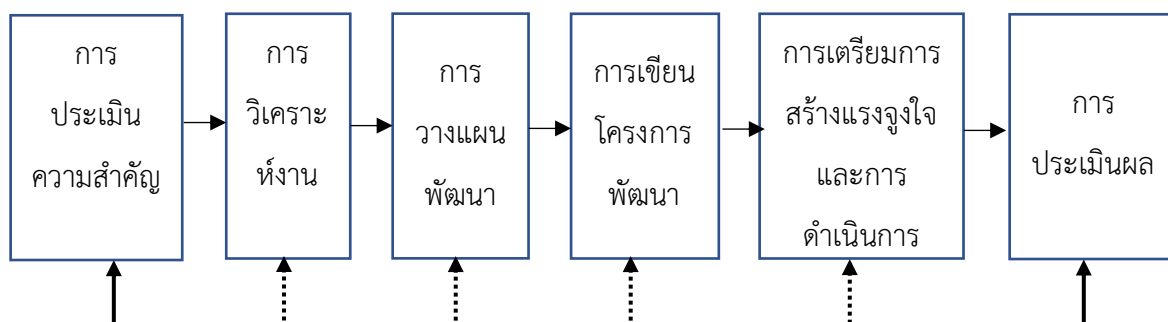 การ
ประเมิน
ความสำคัญ
การ
วิเคราะ
ห์งาน
การ
วางแผน
พัฒนา
การเขียน
โครงการ
พัฒนา
การเตรียมการ
สร้างแรงจูงใจ
และการ
ดำเนินการ
การ
ประเมินผล